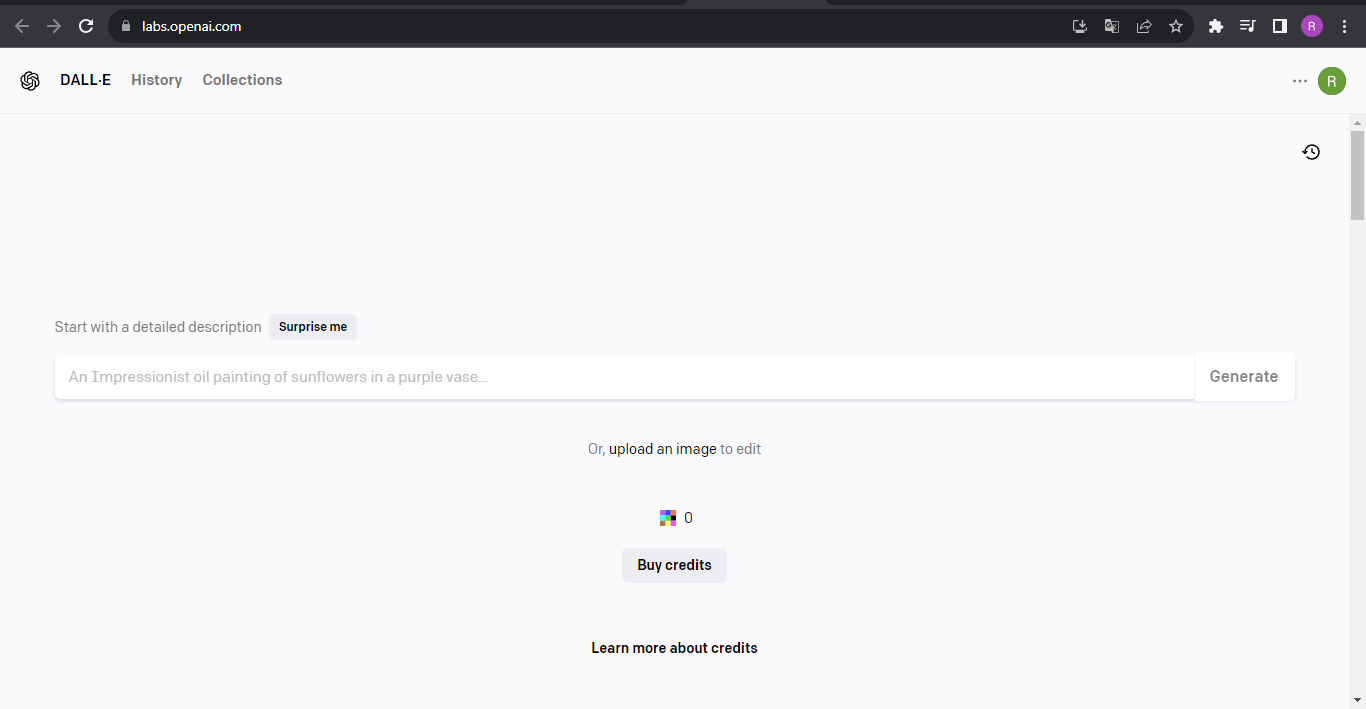 labs.openai.com
R
DALL·E History Collections
R
Start with a detailed description Surprise me
An Impressionist oil painting of sunflowers in a purple vase...
Generate
Or, upload an image to edit
0
Buy credits
Learn more about credits